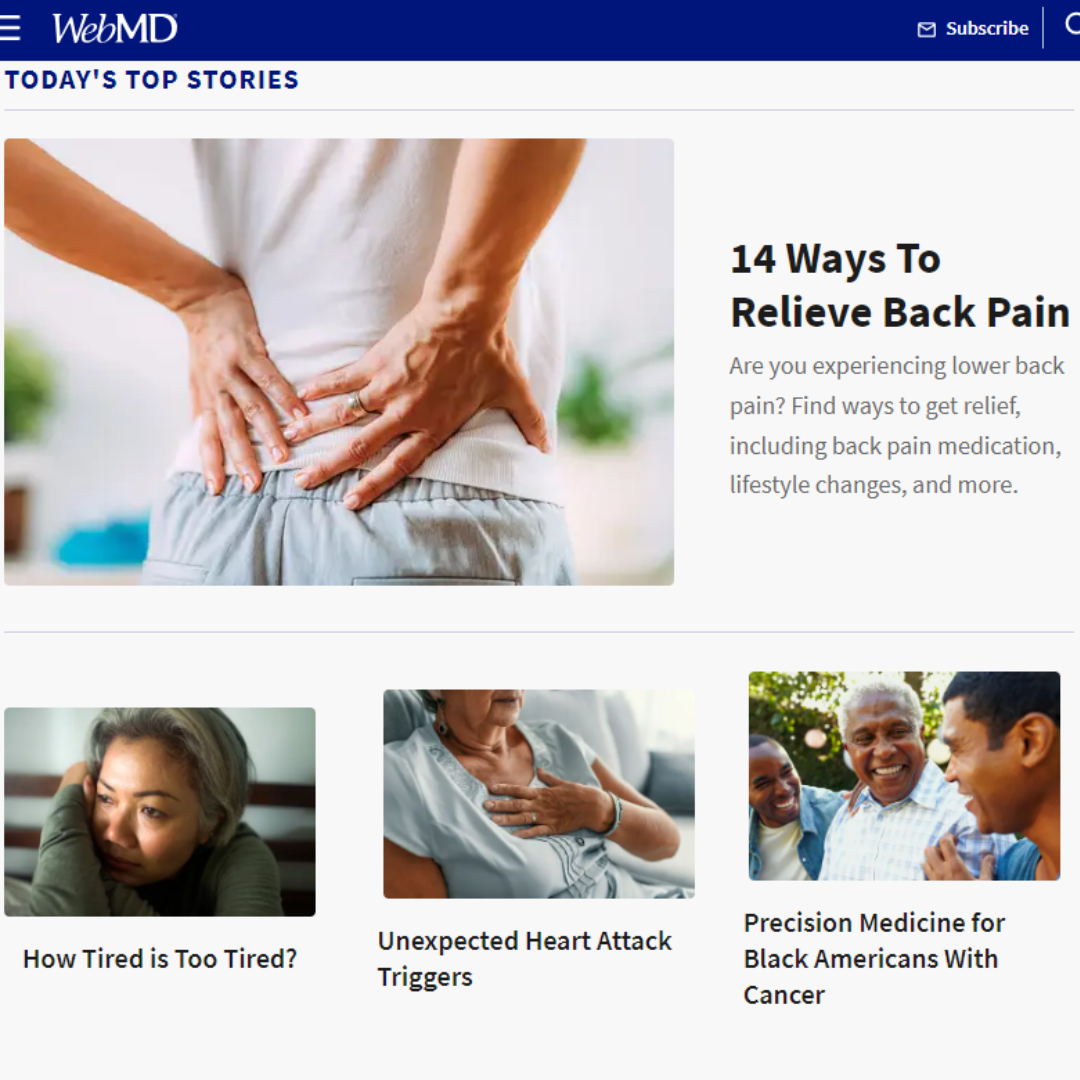 WebMD
Subscribe
TODAY'S TOP STORIES
14 Ways To
Relieve Back Pain
Are you experiencing lower back
pain? Find ways to get relief,
including back pain medication,
lifestyle changes, and more.
How Tired is Too Tired?
Unexpected Heart Attack
Triggers
Precision Medicine for
Black Americans With
Cancer